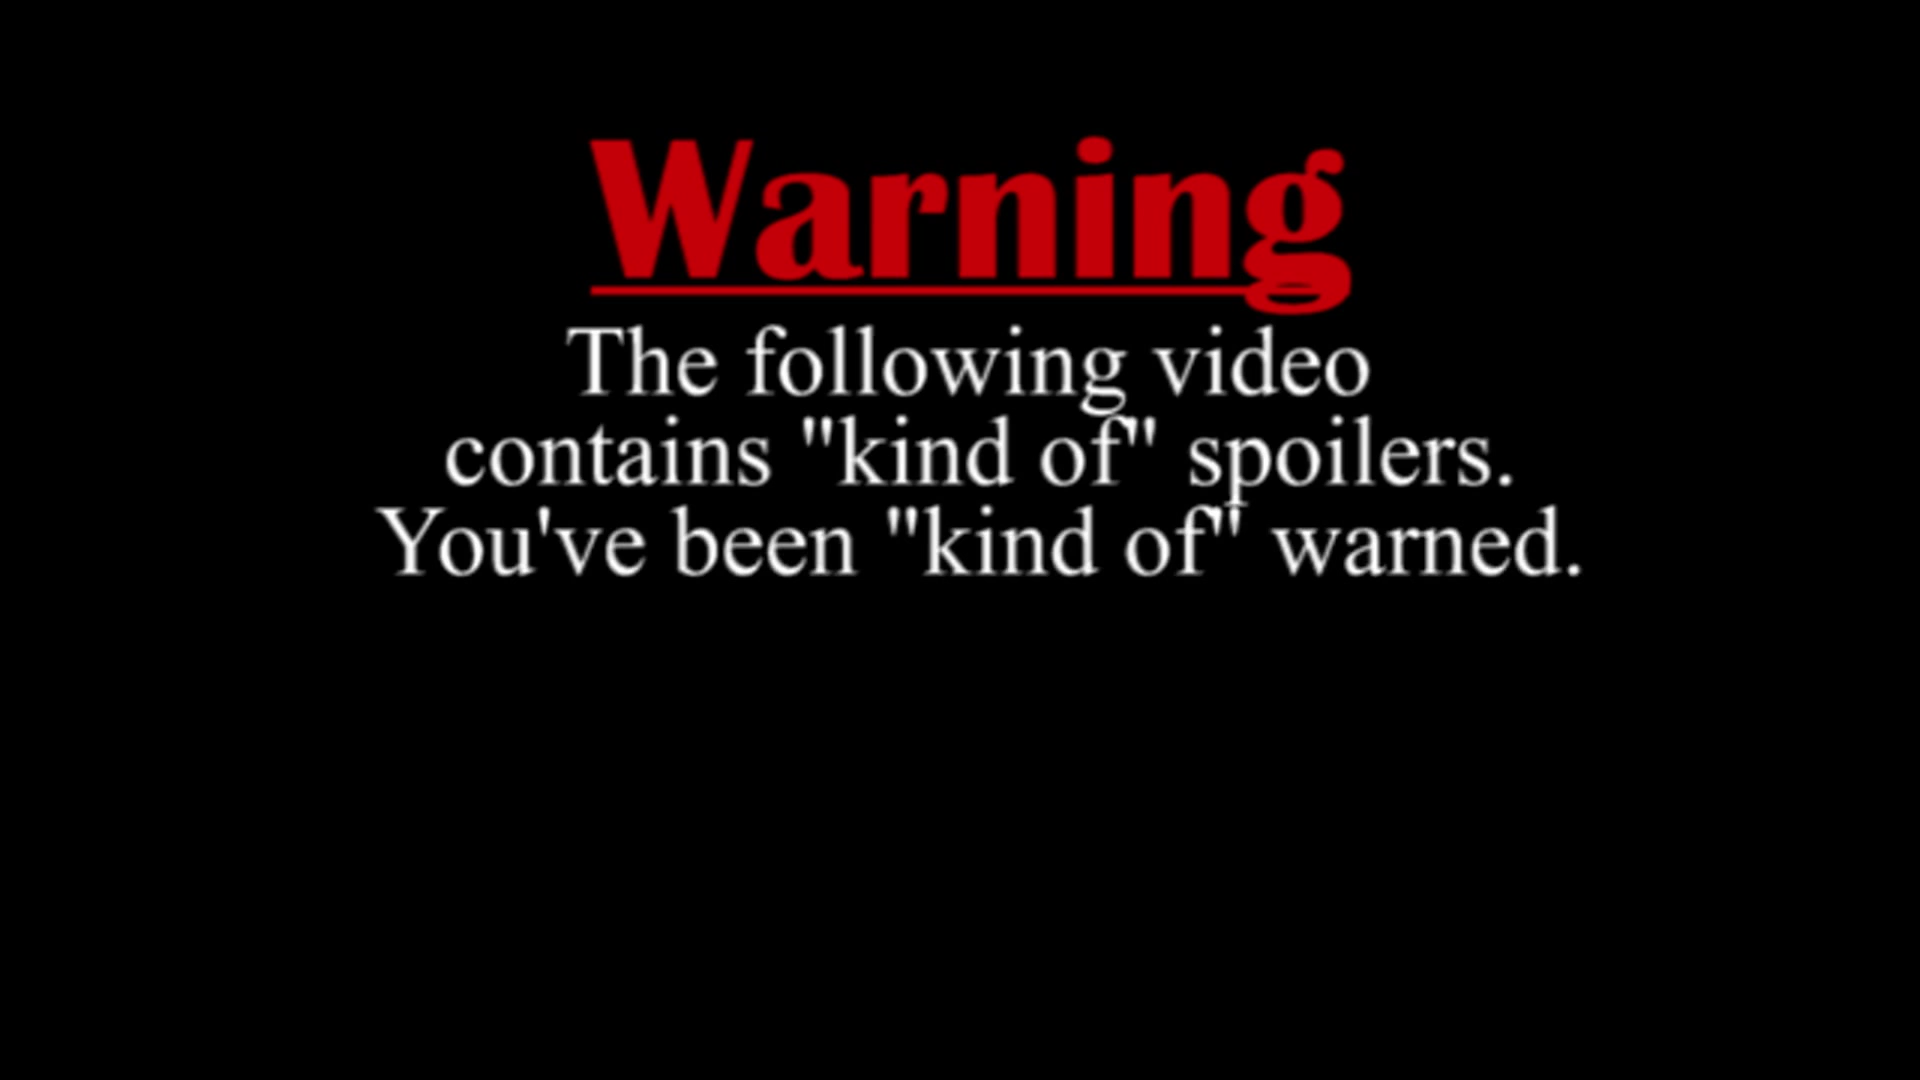 Warning
The following video
contains "kind of" spoilers.
You've been "kind of" warned.